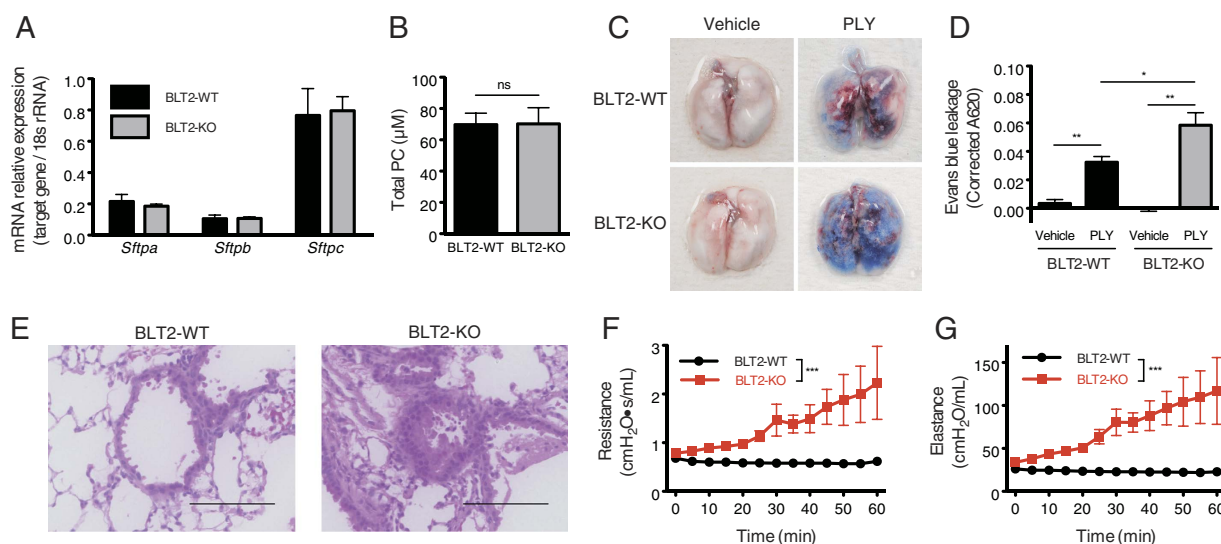 A
mRNA relative expression
(target gene / 18s rRNA)
1.0
0.8
0.6
0.4
0.2
0.0
BLT2-WT
BLT2-KO
Sftpa
Sftpb
Sftpc
B
Total PC (µM)
100
80
60
40
20
0
ns
BLT2-WT
BLT2-KO
C
Vehicle
PLY
BLT2-WT
BLT2-KO
D
Evans blue leakage
(Corrected A620)
0.10
0.08
0.06
0.04
0.02
0.00
*
**
**
Vehicle
PLY
Vehicle
PLY
BLT2-WT
BLT2-KO
E
BLT2-WT
BLT2-KO
F
Resistance
(cmH2O•s/mL)
3
2
1
0
BLT2-WT
BLT2-KO
***
0
10
20
30
40
50
60
Time (min)
G
Elastance
(cmH2O/mL)
150
100
50
0
BLT2-WT
BLT2-KO
***
0
10
20
30
40
50
60
Time (min)